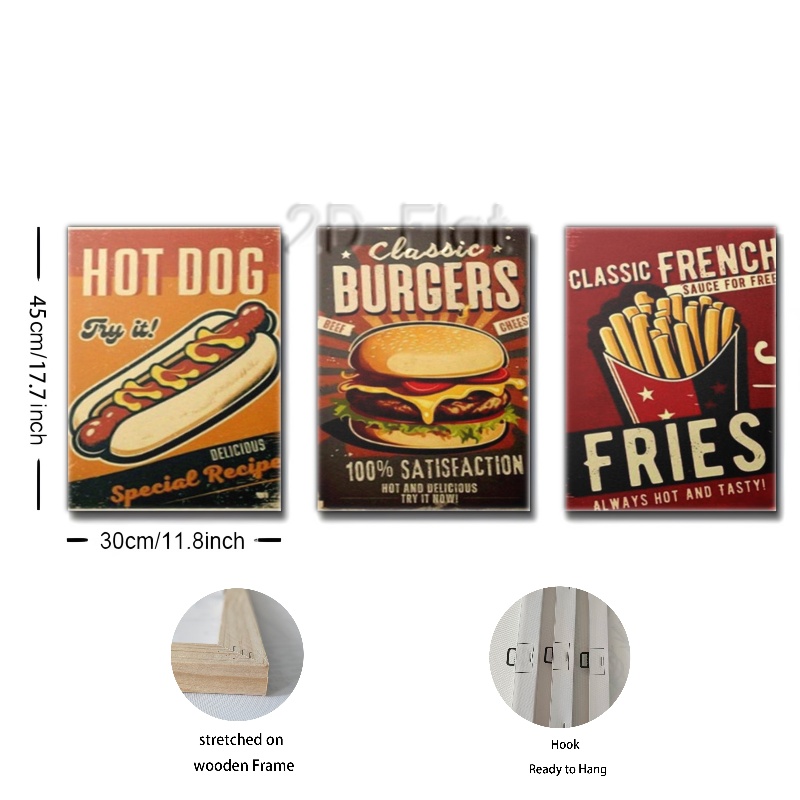 2D Flat
HOT DOG
Try it!
DELICIOUS
Special Recipe
Classic
BURGERS
BEEF
CHEES
100% SATISFACTION
HOT AND DELICIOUS
TRY IT NOW!
CLASSIC FRENCH
SAUCE FOR FREE
FRIES
ALWAYS HOT AND TASTY!
45cm/17.7inch
30cm/11.8inch
stretched on
wooden Frame
Hook
Ready to Hang